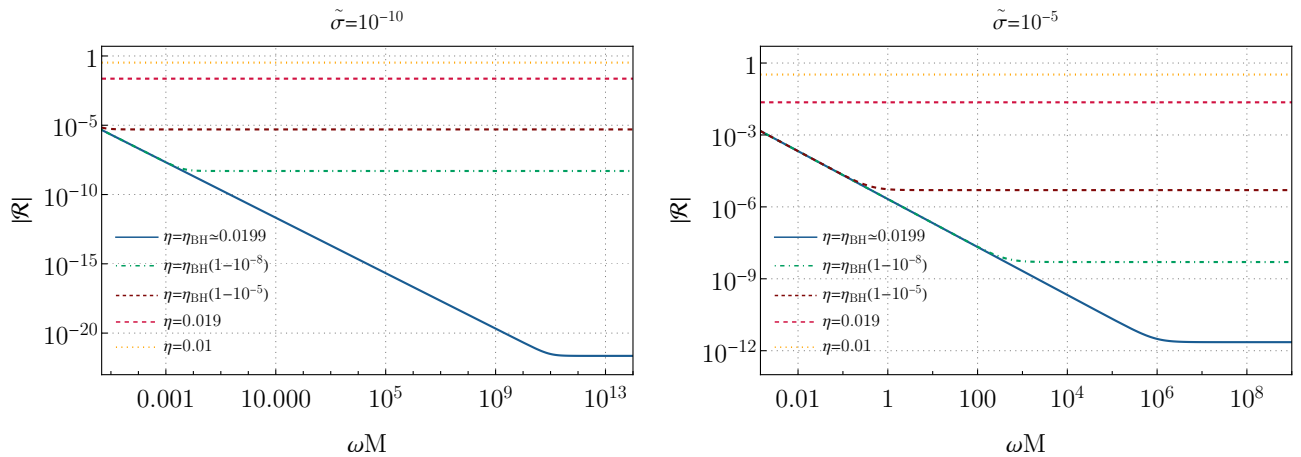 σ̃=10⁻¹⁰
|ℛ|
1
10⁻⁵
10⁻¹⁰
10⁻¹⁵
10⁻²⁰
η=η_BH≃0.0199
η=η_BH(1−10⁻⁸)
η=η_BH(1−10⁻⁵)
η=0.019
η=0.01
0.001 10.000 10⁵ 10⁹ 10¹³
ωM
σ̃=10⁻⁵
|ℛ|
1
10⁻³
10⁻⁶
10⁻⁹
10⁻¹²
η=η_BH≃0.0199
η=η_BH(1−10⁻⁸)
η=η_BH(1−10⁻⁵)
η=0.019
η=0.01
0.01 1 100 10⁴ 10⁶ 10⁸
ωM